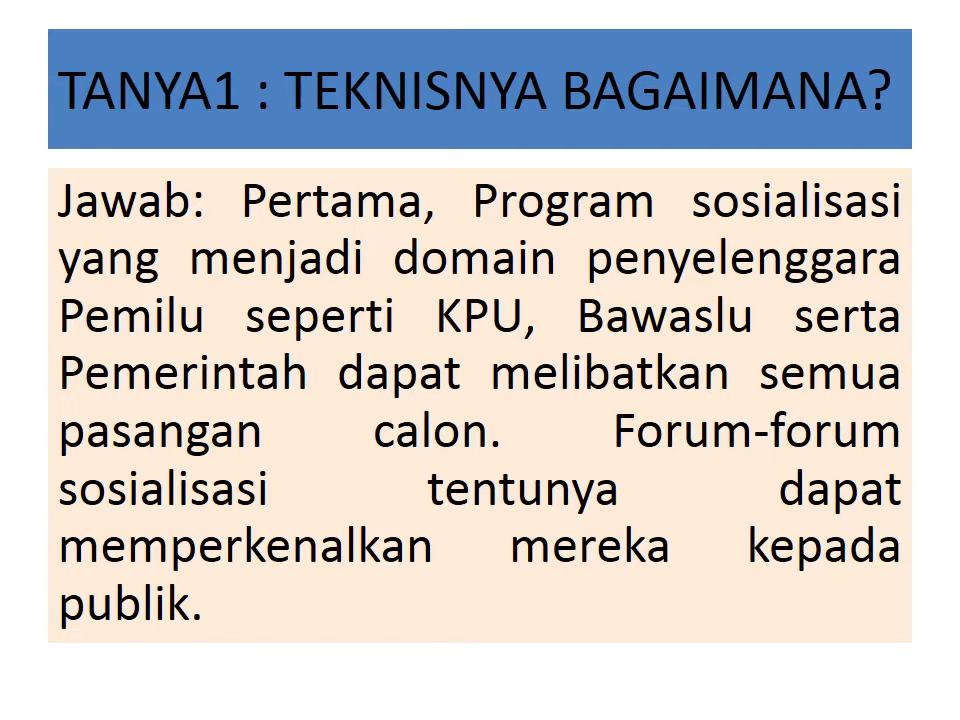 TANYA1 : TEKNISNYA BAGAIMANA?
Jawab: Pertama, Program sosialisasi
yang menjadi domain penyelenggara
Pemilu seperti KPU, Bawaslu serta
Pemerintah dapat melibatkan semua
pasangan calon. Forum-forum
sosialisasi tentunya dapat
memperkenalkan mereka kepada
publik.